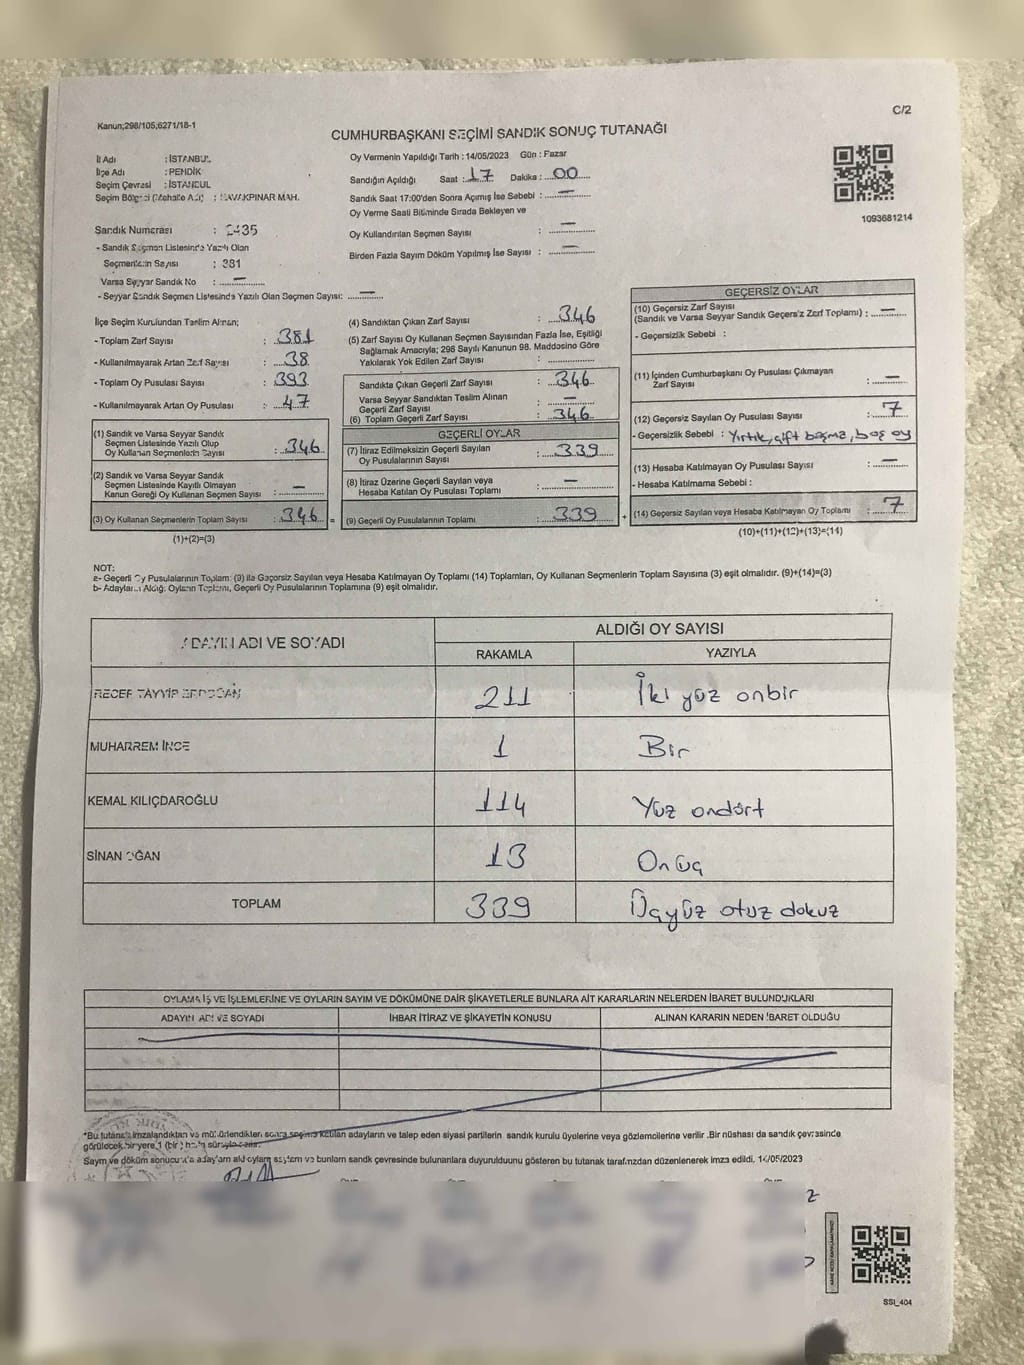 C/2
Kanun;298/105;6271/18-1
CUMHURBAŞKANI SEÇİMİ SANDIK SONUÇ TUTANAĞI
İl Adı : İSTANBUL
İlçe Adı : PENDİK
Seçim Çevresi : İSTANBUL
Seçim Bölgesi (Mahalle Adı) : KAVAKPINAR MAH.
Oy Vermenin Yapıldığı Tarih : 14/05/2023 Gün : Pazar
Sandığın Açıldığı Saat : 17 Dakika : 00
Sandık Saat 17:00'den Sonra Açımış İse Sebebi : —
Oy Verme Saati Bitiminde Sırada Bekleyen ve
Oy Kullandırılan Seçmen Sayısı : —
Birden Fazla Sayım Döküm Yapılmış İse Sayısı : —
1093681214
Sandık Numarası : 2435
- Sandık Seçmen Listesinde Yazılı Olan
Seçmenlerin Sayısı : 381
Varsa Seyyar Sandık No : —
- Seyyar Sandık Seçmen Listesinde Yazılı Olan Seçmen Sayısı: —
İlçe Seçim Kurulundan Teslim Alınan;
- Toplam Zarf Sayısı : 381
- Kullanılmayarak Artan Zarf Sayısı : 38
- Toplam Oy Pusulası Sayısı : 393
- Kullanılmayarak Artan Oy Pusulası : 47
(1) Sandık ve Varsa Seyyar Sandık
Seçmen Listesinde Yazılı Olup
Oy Kullanan Seçmenlerin Sayısı : 346
(2) Sandık ve Varsa Seyyar Sandık
Seçmen Listesinde Kayıtlı Olmayan
Kanun Gereği Oy Kullanan Seçmen Sayısı : —
(3) Oy Kullanan Seçmenlerin Toplam Sayısı : 346 =
(1)+(2)=(3)
(4) Sandıktan Çıkan Zarf Sayısı : 346
(5) Zarf Sayısı Oy Kullanan Seçmen Sayısından Fazla İse, Eşitliği
Sağlamak Amacıyla; 298 Sayılı Kanunun 98. Maddesine Göre
Yakılarak Yok Edilen Zarf Sayısı :
Sandıkta Çıkan Geçerli Zarf Sayısı : 346
Varsa Seyyar Sandıktan Teslim Alınan
Geçerli Zarf Sayısı : —
(6) Toplam Geçerli Zarf Sayısı : 346
GEÇERLİ OYLAR
(7) İtiraz Edilmeksizin Geçerli Sayılan
Oy Pusulalarının Sayısı : 339
(8) İtiraz Üzerine Geçerli Sayılan veya
Hesaba Katılan Oy Pusulası Toplamı : —
(9) Geçerli Oy Pusulalarının Toplamı : 339 +
GEÇERSİZ OYLAR
(10) Geçersiz Zarf Sayısı
(Sandık ve Varsa Seyyar Sandık Geçersiz Zarf Toplamı) : —
- Geçersizlik Sebebi :
(11) İçinden Cumhurbaşkanı Oy Pusulası Çıkmayan
Zarf Sayısı : —
(12) Geçersiz Sayılan Oy Pusulası Sayısı : 7
- Geçersizlik Sebebi : Yırtık, çift basma, boş oy
(13) Hesaba Katılmayan Oy Pusulası Sayısı : —
- Hesaba Katılmama Sebebi :
(14) Geçersiz Sayılan veya Hesaba Katılmayan Oy Toplamı : 7
(10)+(11)+(12)+(13)=(14)
NOT:
a- Geçerli Oy Pusulalarının Toplamı (9) ile Geçersiz Sayılan veya Hesaba Katılmayan Oy Toplamı (14) Toplamları, Oy Kullanan Seçmenlerin Toplam Sayısına (3) eşit olmalıdır. (9)+(14)=(3)
b- Adayların Aldığı Oyların Toplamı, Geçerli Oy Pusulalarının Toplamına (9) eşit olmalıdır.
ADAYIN ADI VE SOYADI ALDIĞI OY SAYISI
RAKAMLA YAZIYLA
RECEP TAYYİP ERDOĞAN 211 İki yüz onbir
MUHARREM İNCE 1 Bir
KEMAL KILIÇDAROĞLU 114 Yüz ondört
SİNAN OĞAN 13 Onüç
TOPLAM 339 Üçyüz otuz dokuz
OYLAMA İŞ VE İŞLEMLERİNE VE OYLARIN SAYIM VE DÖKÜMÜNE DAİR ŞİKAYETLERLE BUNLARA AİT KARARLARIN NELERDEN İBARET BULUNDUKLARI
ADAYIN ADI VE SOYADI İHBAR İTİRAZ VE ŞİKAYETİN KONUSU ALINAN KARARIN NEDEN İBARET OLDUĞU
*Bu tutanak imzalandıktan ve mühürlendikten sonra seçime katılan adayların ve talep eden siyasi partilerin sandık kurulu üyelerine veya gözlemcilerine verilir .Bir nüshası da sandık çevresinde
görülecek bir yere 1 (bir) hafta süreyle asılır.
Sayım ve döküm sonucunda adayların aldı oyların sayısını ve bunların sandık çevresinde bulunanlara duyurulduğunu gösteren bu tutanak tarafımızdan düzenlenerek imza edildi. 14/05/2023
SSI_404